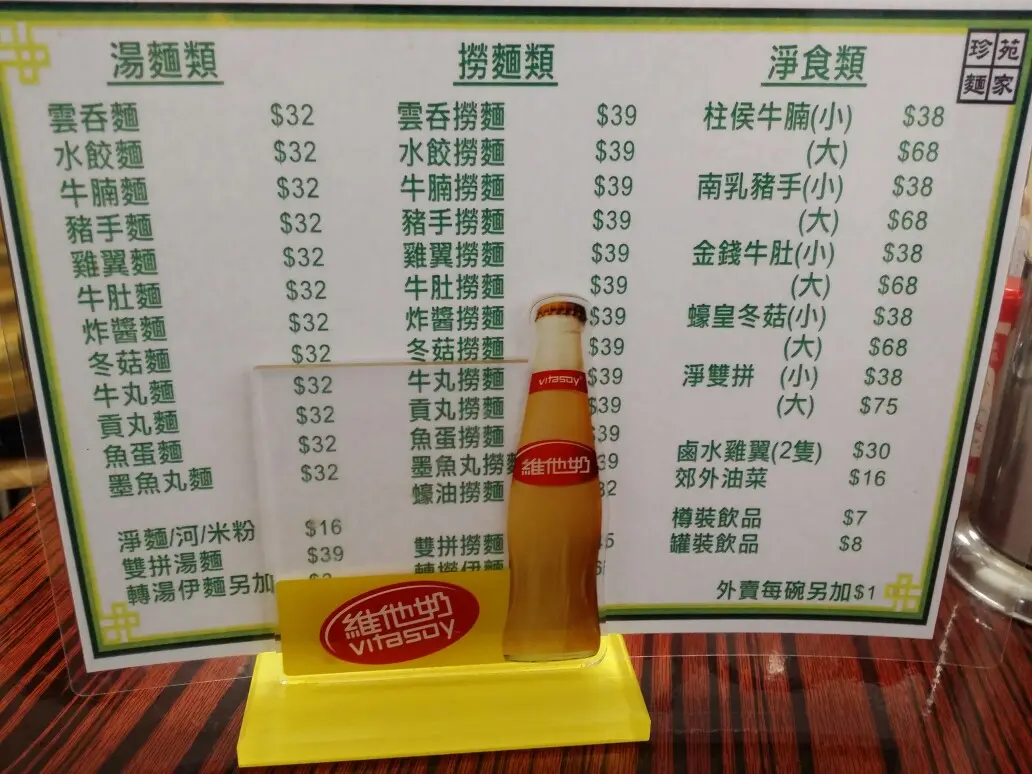 珍苑
麵家
湯麵類
雲吞麵 $32
水餃麵 $32
牛腩麵 $32
豬手麵 $32
雞翼麵 $32
牛肚麵 $32
炸醬麵 $32
冬菇麵 $32
牛丸麵 $32
貢丸麵 $32
魚蛋麵 $32
墨魚丸麵 $32
淨麵/河/米粉 $16
雙拼湯麵 $39
轉湯伊麵另加
撈麵類
雲吞撈麵 $39
水餃撈麵 $39
牛腩撈麵 $39
豬手撈麵 $39
雞翼撈麵 $39
牛肚撈麵 $39
炸醬撈麵 $39
冬菇撈麵 $39
牛丸撈麵 $39
貢丸撈麵 $39
魚蛋撈麵 39
墨魚丸撈 39
蠔油撈麵 2
雙拼撈麵
轉撈伊麵
淨食類
柱侯牛腩(小) $38
(大) $68
南乳豬手(小) $38
(大) $68
金錢牛肚(小) $38
(大) $68
蠔皇冬菇(小) $38
(大) $68
淨雙拼 (小) $38
(大) $75
鹵水雞翼(2隻) $30
郊外油菜 $16
樽裝飲品 $7
罐裝飲品 $8
外賣每碗另加$1
vitasoy
維他奶
維他奶
vitasoy